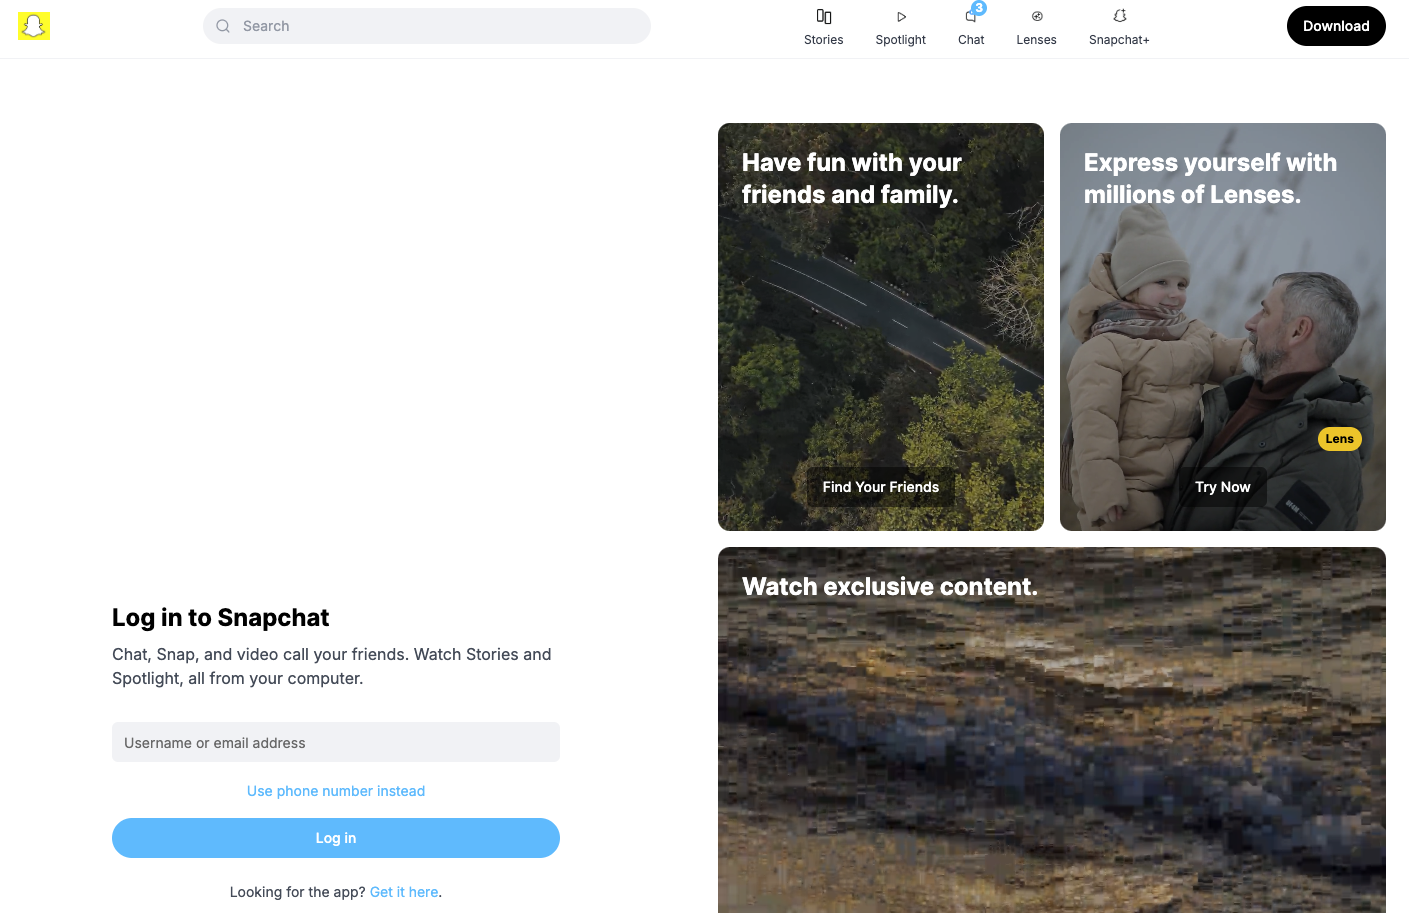 Search
Stories
Spotlight
3
Chat
Lenses
Snapchat+
Download
Have fun with your
friends and family.
Find Your Friends
Express yourself with
millions of Lenses.
Lens
Try Now
Watch exclusive content.
Log in to Snapchat
Chat, Snap, and video call your friends. Watch Stories and
Spotlight, all from your computer.
Username or email address
Use phone number instead
Log in
Looking for the app? Get it here.